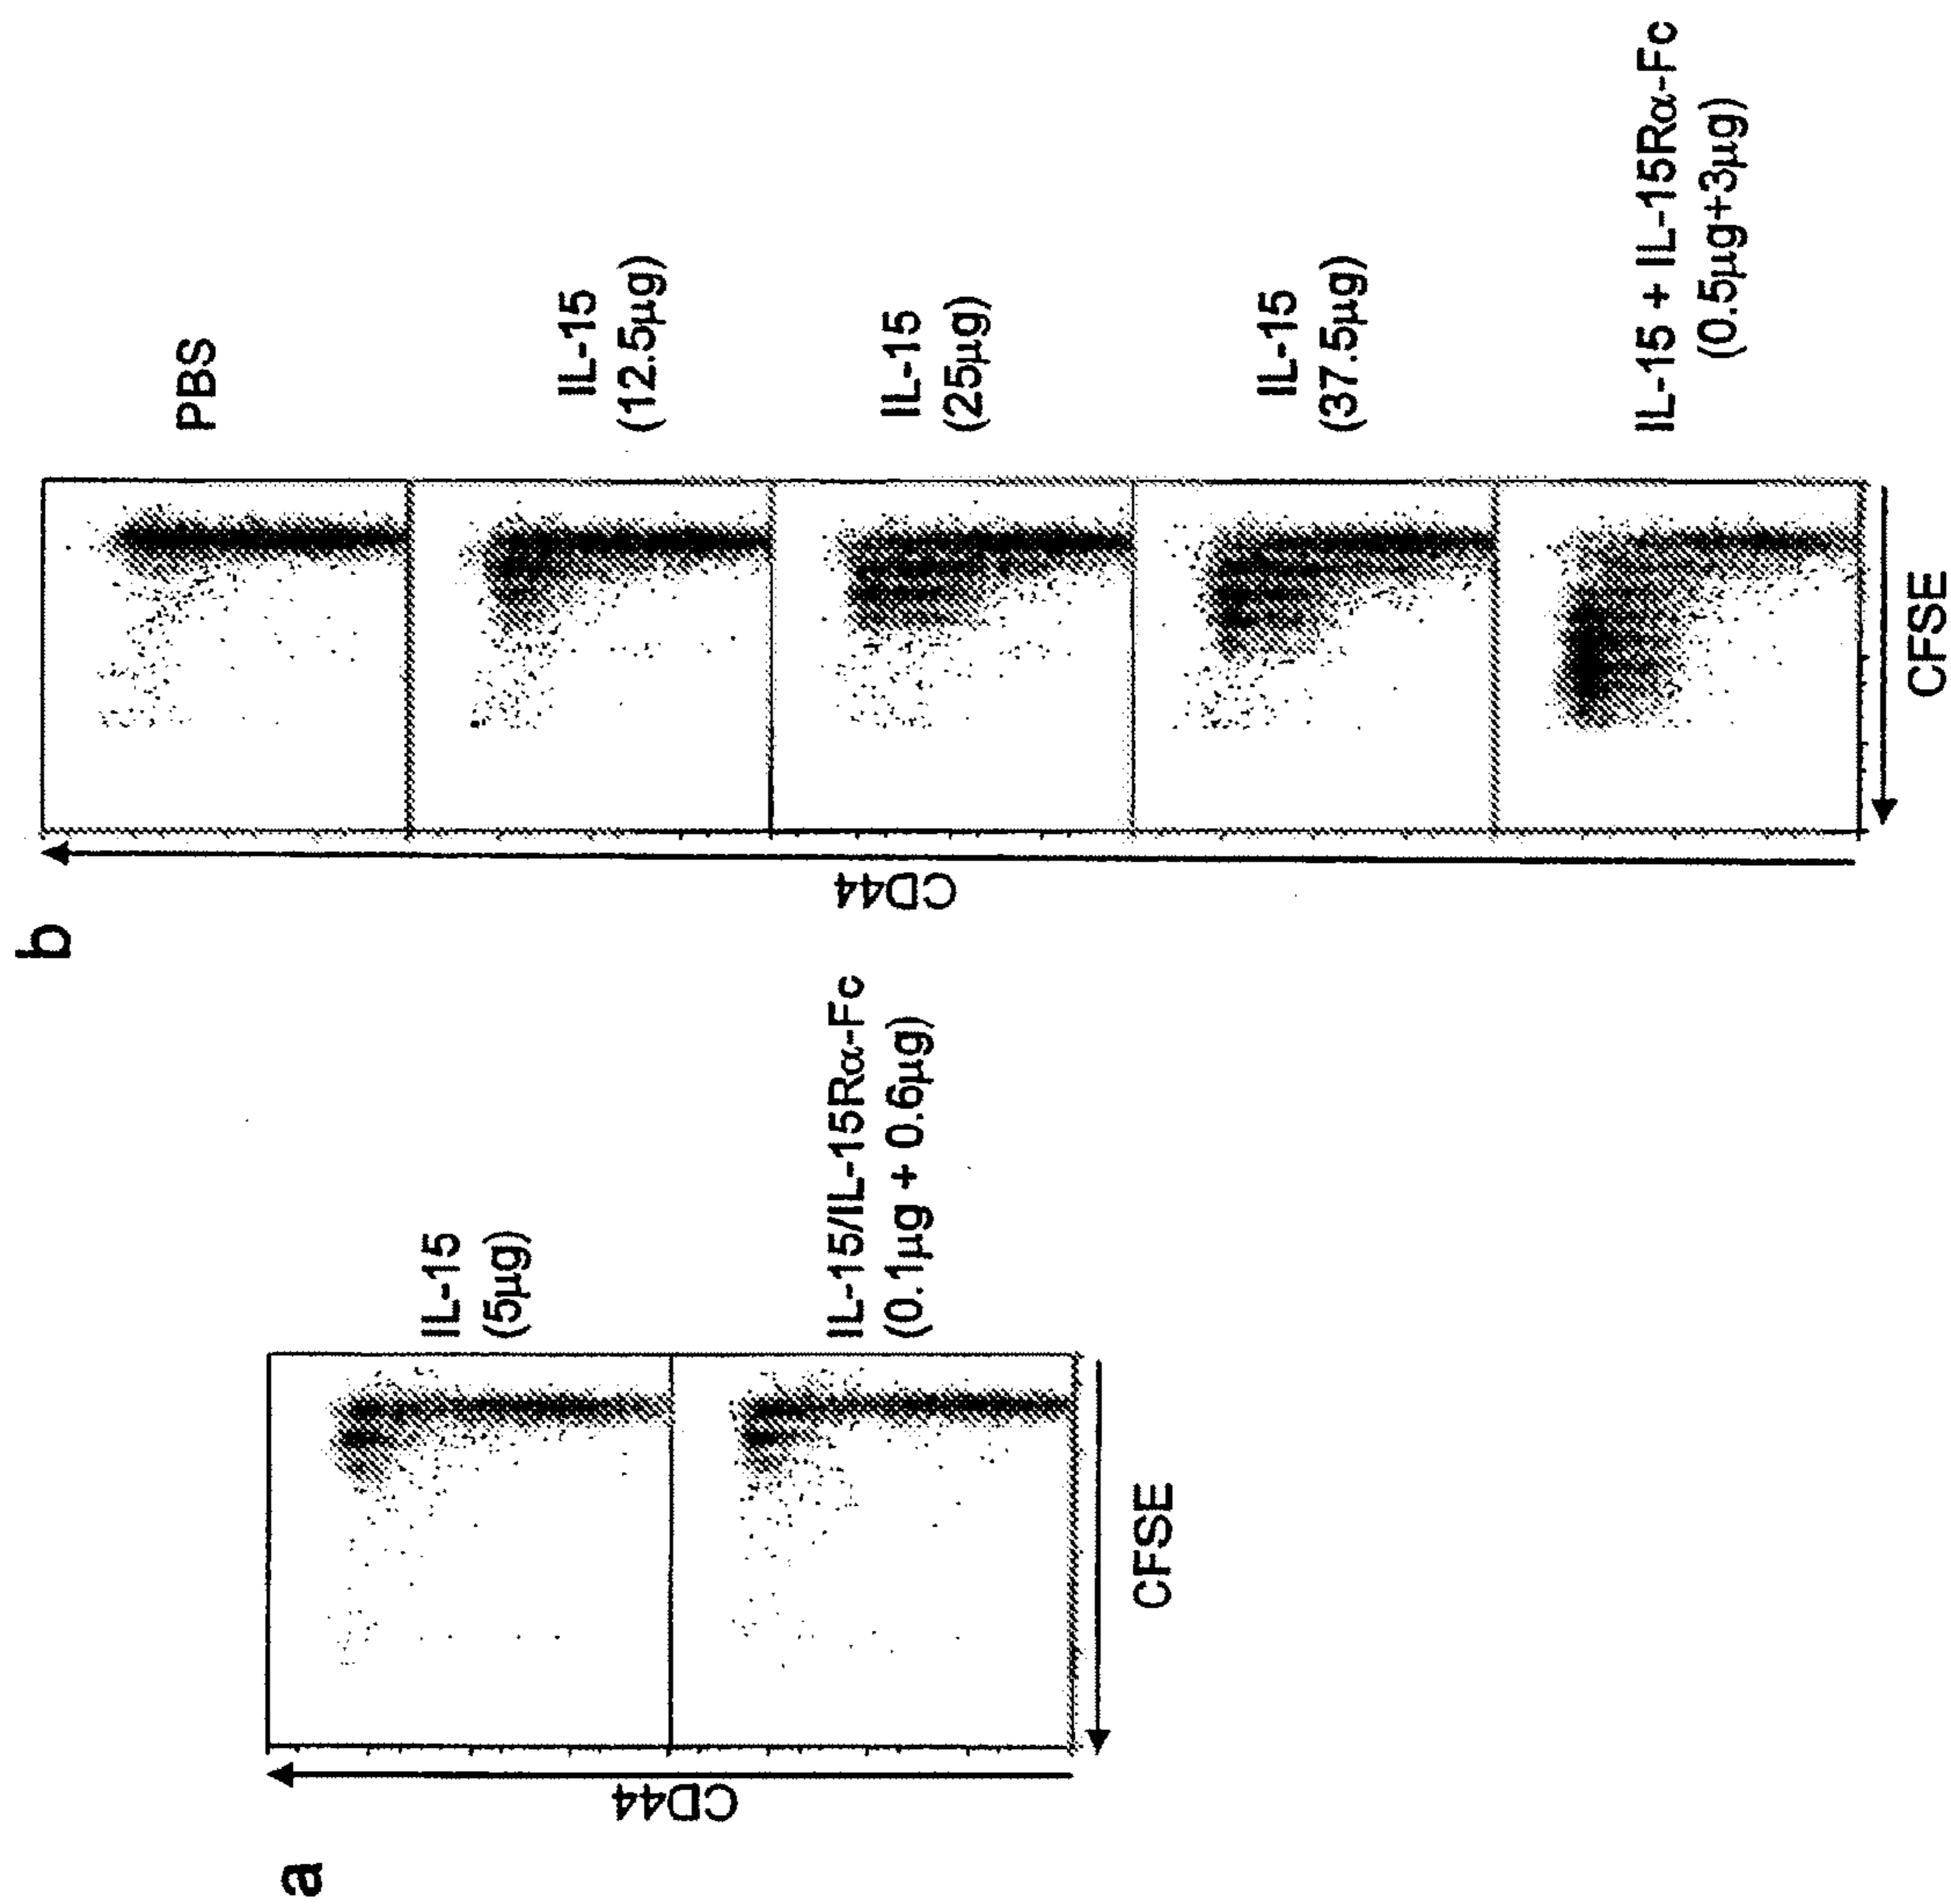 a
IL-15
(5µg)
IL-15/IL-15Rα-Fc
(0.1µg + 0.6µg)
CD44
CFSE
b
PBS
IL-15
(12.5µg)
IL-15
(25µg)
IL-15
(37.5µg)
IL-15 + IL-15Rα-Fc
(0.5µg+3µg)
CD44
CFSE